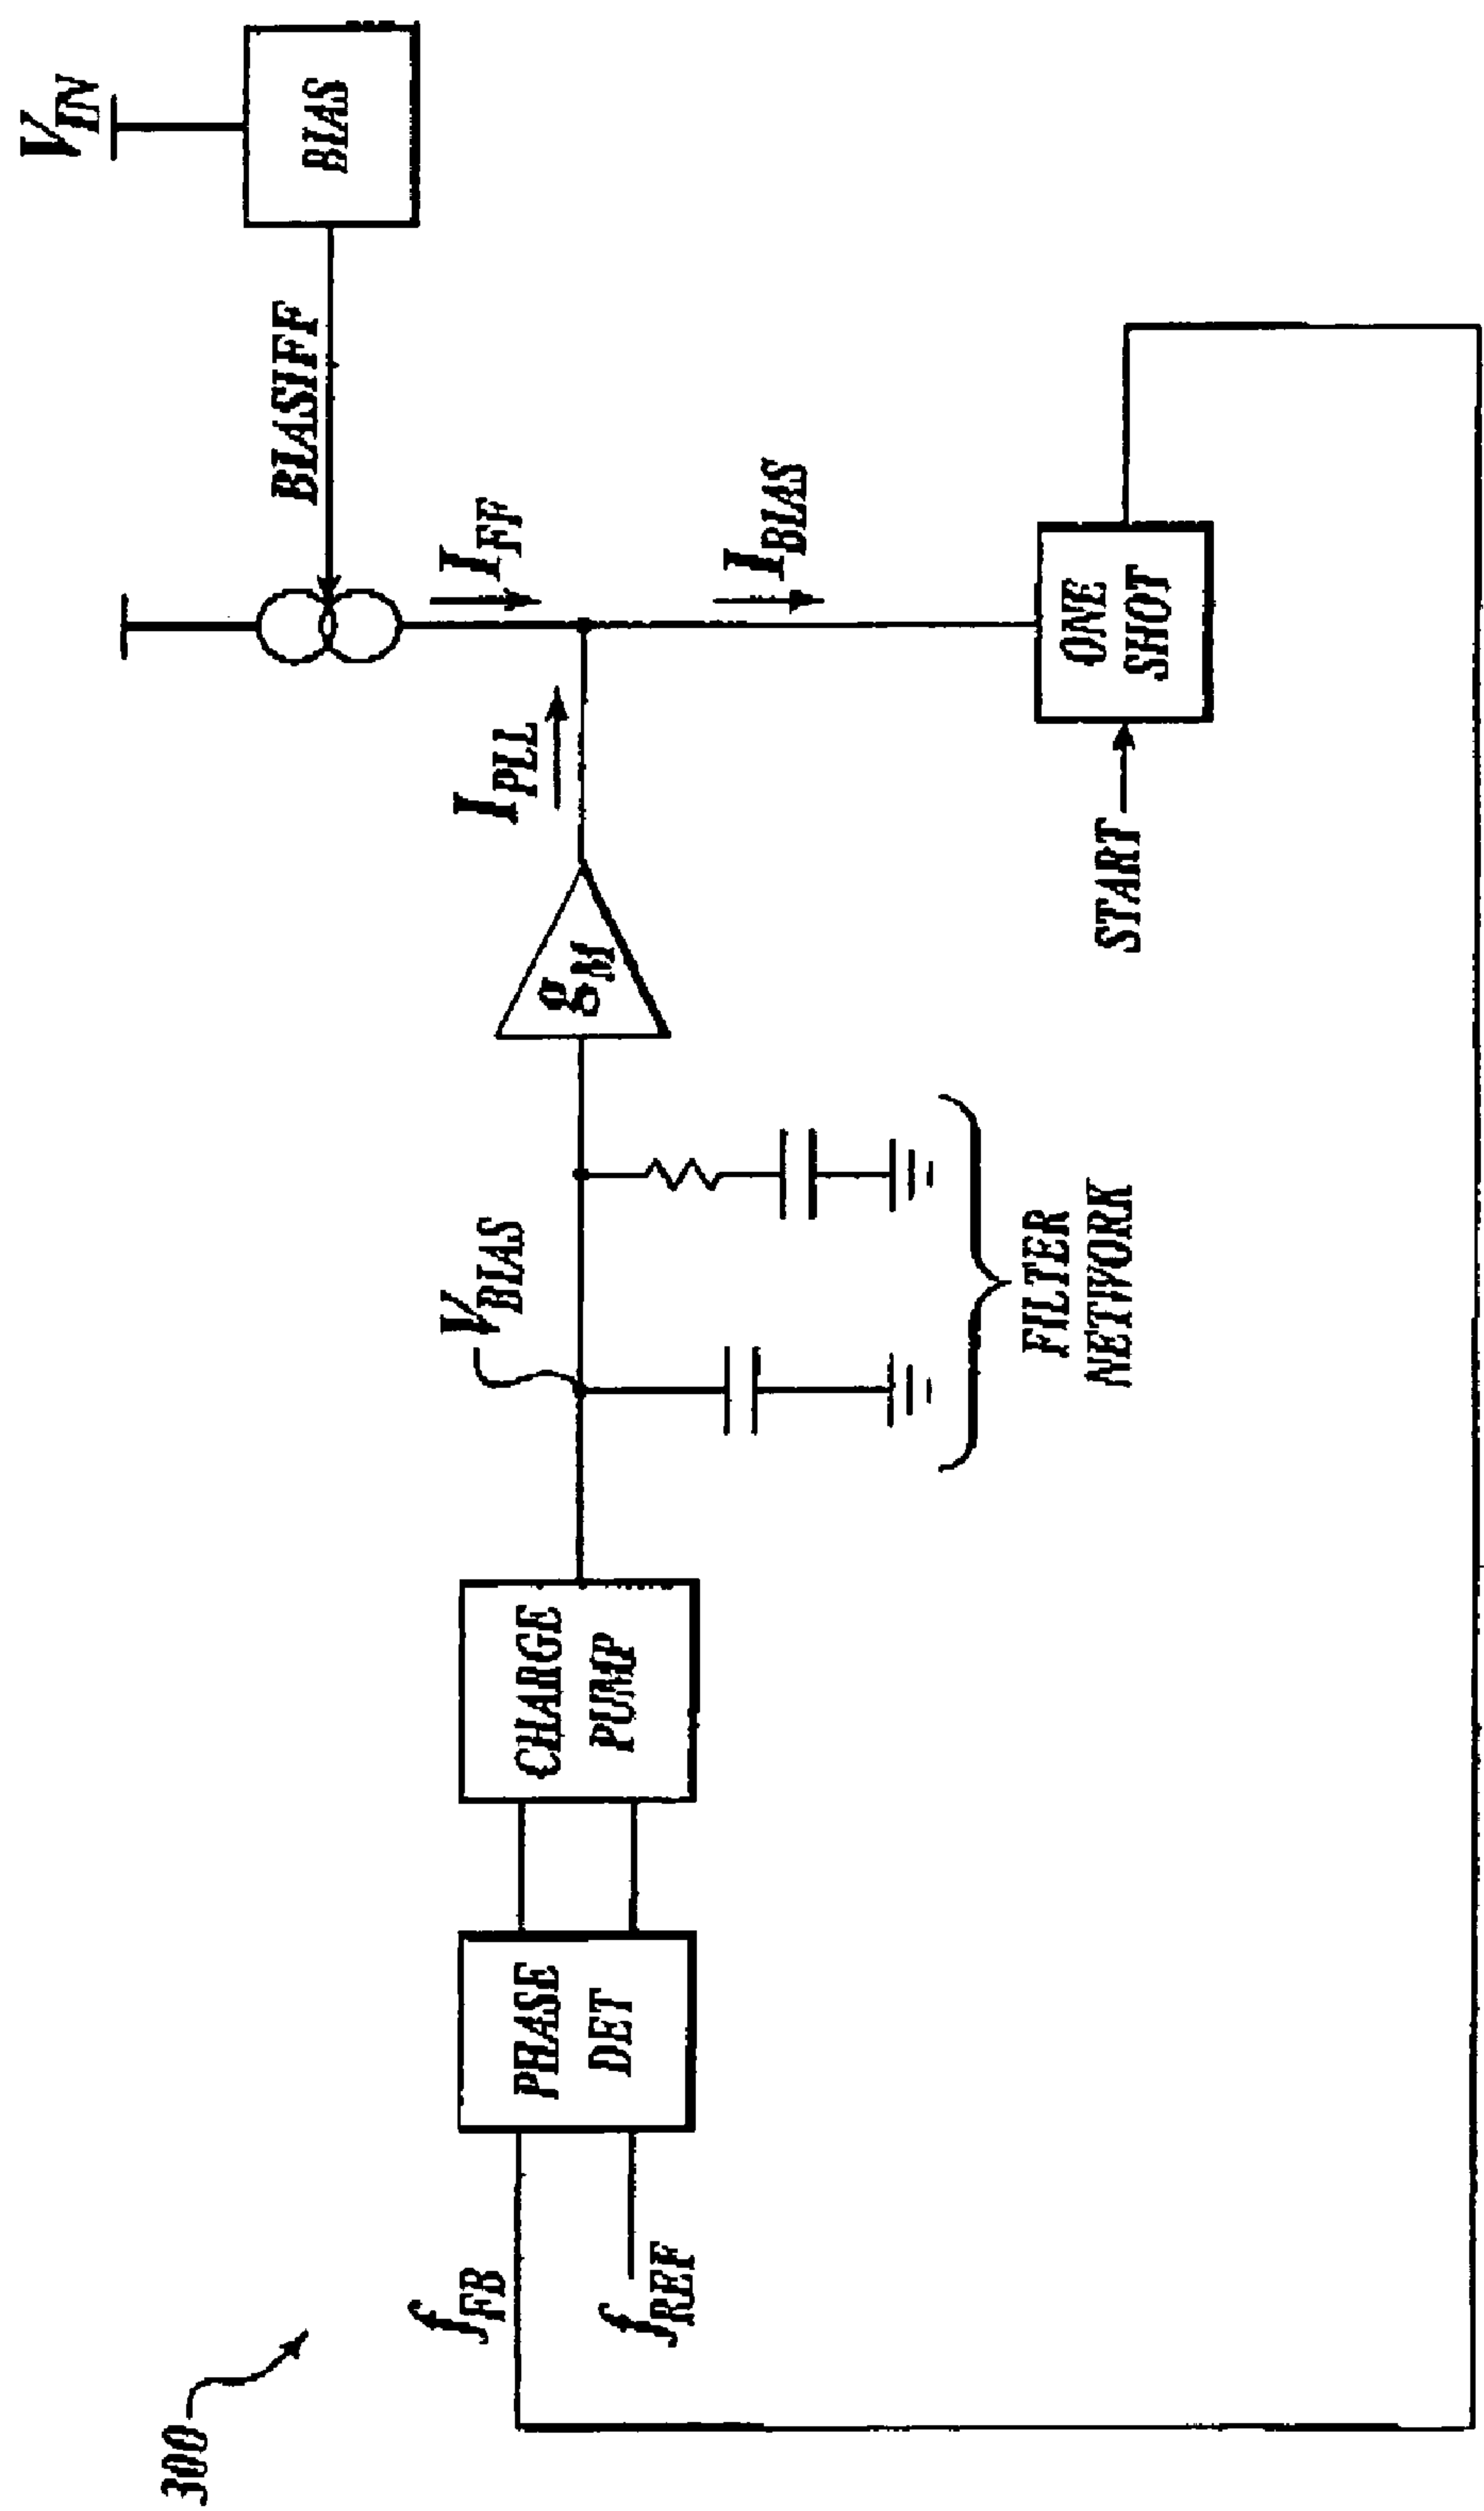 300
f_FB
f_REF
PHASE
DET
CHARGE
PUMP
V_BIAS
FILTER
NETWORK
g_M
I_PLL
I_FF
BIASFF
I_BIAS
START
ONE
SHOT
V_IN
BIAS